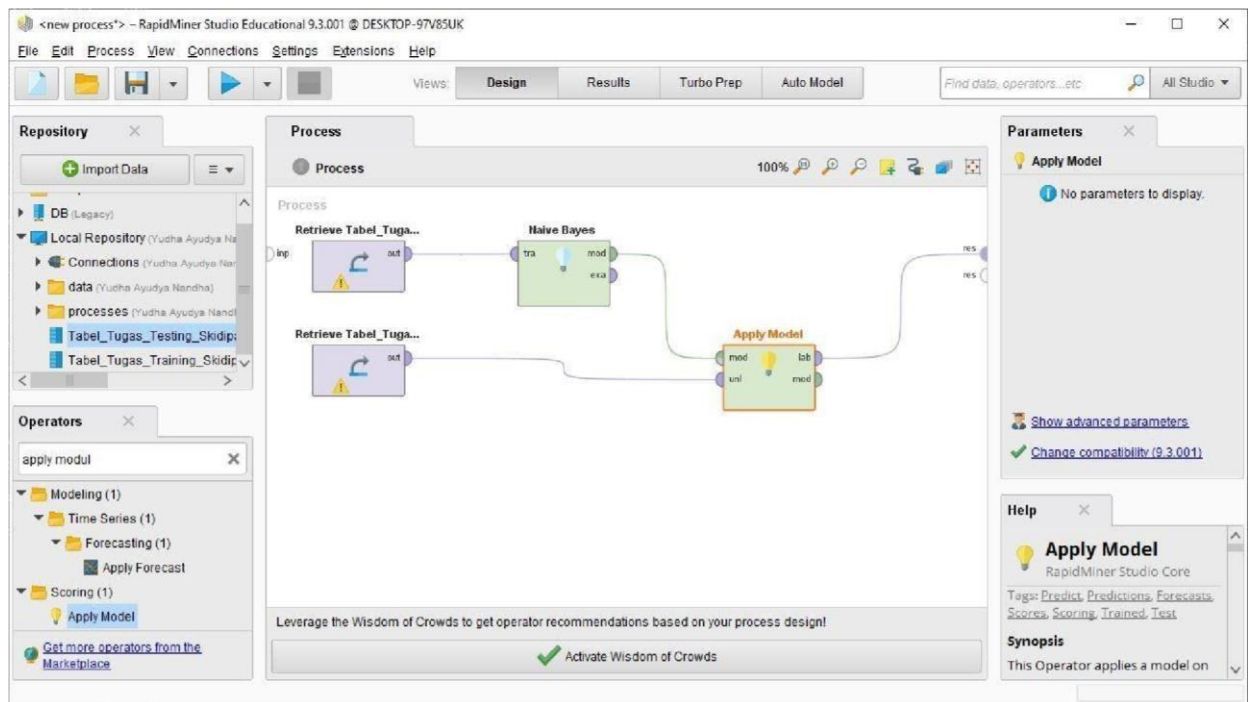 <new process*> – RapidMiner Studio Educational 9.3.001 @ DESKTOP-97V85UK
File Edit Process View Connections Settings Extensions Help
Views: Design Results Turbo Prep Auto Model
Find data, operators...etc
All Studio
Repository
Import Data
DB (Legacy)
Local Repository (Yudha Ayudya Na
Connections (Yudha Ayudya Nan
data (Yudha Ayudya Nandha)
processes (Yudha Ayudya Nandl
Tabel_Tugas_Testing_Skidipa
Tabel_Tugas_Training_Skidip
Operators
apply modul
Modeling (1)
Time Series (1)
Forecasting (1)
Apply Forecast
Scoring (1)
Apply Model
Get more operators from the
Marketplace
Process
Process
100%
Process
Retrieve Tabel_Tuga...
inp
out
Naive Bayes
tra
mod
exa
res
res
Retrieve Tabel_Tuga...
out
Apply Model
mod
lab
unl
mod
Leverage the Wisdom of Crowds to get operator recommendations based on your process design!
Activate Wisdom of Crowds
Parameters
Apply Model
No parameters to display.
Show advanced parameters
Change compatibility (9.3.001)
Help
Apply Model
RapidMiner Studio Core
Tags: Predict, Predictions, Forecasts,
Scores, Scoring, Trained, Test
Synopsis
This Operator applies a model on